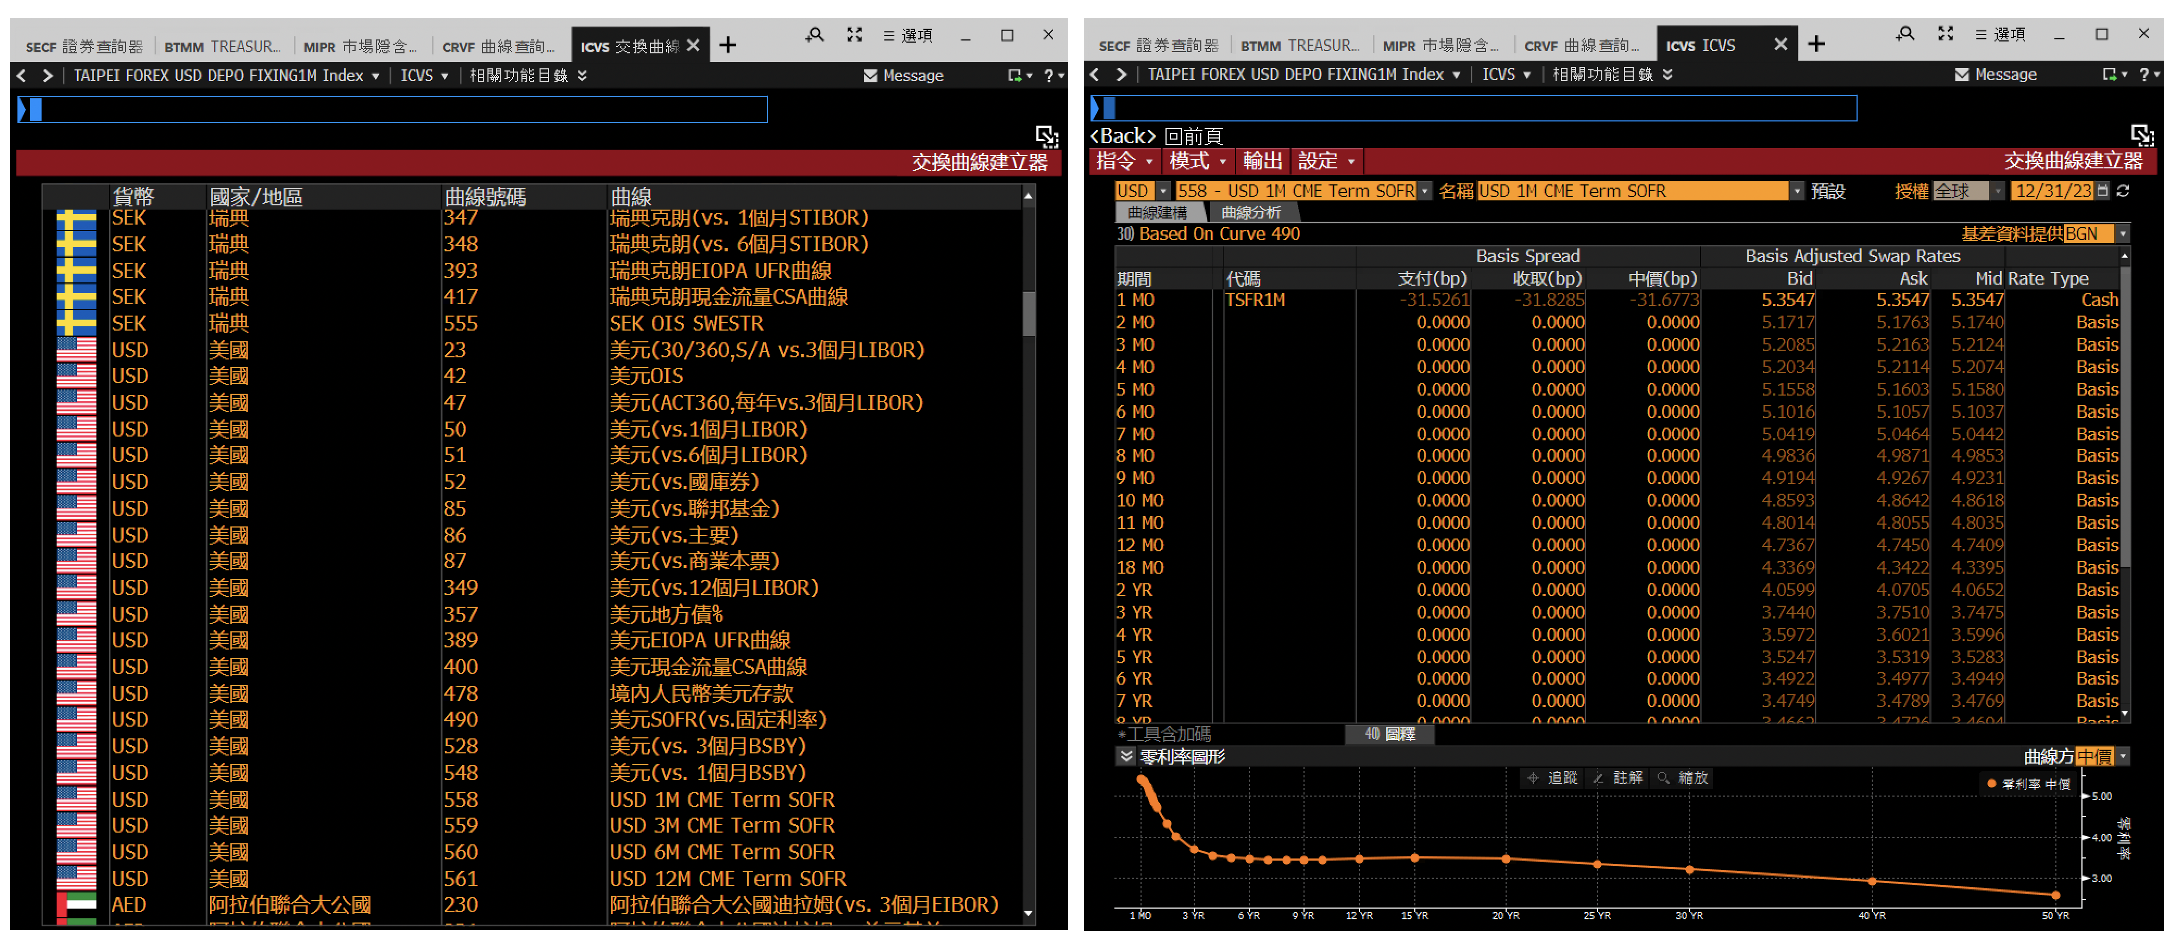 SECF 證券查詢器 BTMM TREASUR... MIPR 市場隱含... CRVF 曲線查詢... ICVS 交換曲線 選項
TAIPEI FOREX USD DEPO FIXING1M Index ICVS 相關功能目錄 Message ?
交換曲線建立器
貨幣 國家/地區 曲線號碼 曲線
SEK 瑞典 347 瑞典克朗(vs. 1個月STIBOR)
SEK 瑞典 348 瑞典克朗(vs. 6個月STIBOR)
SEK 瑞典 393 瑞典克朗EIOPA UFR曲線
SEK 瑞典 417 瑞典克朗現金流量CSA曲線
SEK 瑞典 555 SEK OIS SWESTR
USD 美國 23 美元(30/360,S/A vs.3個月LIBOR)
USD 美國 42 美元OIS
USD 美國 47 美元(ACT360,每年vs.3個月LIBOR)
USD 美國 50 美元(vs.1個月LIBOR)
USD 美國 51 美元(vs.6個月LIBOR)
USD 美國 52 美元(vs.國庫券)
USD 美國 85 美元(vs.聯邦基金)
USD 美國 86 美元(vs.主要)
USD 美國 87 美元(vs.商業本票)
USD 美國 349 美元(vs.12個月LIBOR)
USD 美國 357 美元地方債%
USD 美國 389 美元EIOPA UFR曲線
USD 美國 400 美元現金流量CSA曲線
USD 美國 478 境內人民幣美元存款
USD 美國 490 美元SOFR(vs.固定利率)
USD 美國 528 美元(vs. 3個月BSBY)
USD 美國 548 美元(vs. 1個月BSBY)
USD 美國 558 USD 1M CME Term SOFR
USD 美國 559 USD 3M CME Term SOFR
USD 美國 560 USD 6M CME Term SOFR
USD 美國 561 USD 12M CME Term SOFR
AED 阿拉伯聯合大公國 230 阿拉伯聯合大公國迪拉姆(vs. 3個月EIBOR)
SECF 證券查詢器 BTMM TREASUR... MIPR 市場隱含... CRVF 曲線查詢... ICVS ICVS 選項
TAIPEI FOREX USD DEPO FIXING1M Index ICVS 相關功能目錄 Message ?
<Back> 回前頁
指令 模式 輸出 設定 交換曲線建立器
USD 558 - USD 1M CME Term SOFR 名稱 USD 1M CME Term SOFR 預設 授權 全球 12/31/23
曲線建構 曲線分析
30) Based On Curve 490 基差資料提供 BGN
Basis Spread Basis Adjusted Swap Rates
期間 代碼 支付(bp) 收取(bp) 中價(bp) Bid Ask Mid Rate Type
1 MO TSFR1M -31.5261 -31.8285 -31.6773 5.3547 5.3547 5.3547 Cash
2 MO 0.0000 0.0000 0.0000 5.1717 5.1763 5.1740 Basis
3 MO 0.0000 0.0000 0.0000 5.2085 5.2163 5.2124 Basis
4 MO 0.0000 0.0000 0.0000 5.2034 5.2114 5.2074 Basis
5 MO 0.0000 0.0000 0.0000 5.1558 5.1603 5.1580 Basis
6 MO 0.0000 0.0000 0.0000 5.1016 5.1057 5.1037 Basis
7 MO 0.0000 0.0000 0.0000 5.0419 5.0464 5.0442 Basis
8 MO 0.0000 0.0000 0.0000 4.9836 4.9871 4.9853 Basis
9 MO 0.0000 0.0000 0.0000 4.9194 4.9267 4.9231 Basis
10 MO 0.0000 0.0000 0.0000 4.8593 4.8642 4.8618 Basis
11 MO 0.0000 0.0000 0.0000 4.8014 4.8055 4.8035 Basis
12 MO 0.0000 0.0000 0.0000 4.7367 4.7450 4.7409 Basis
18 MO 0.0000 0.0000 0.0000 4.3369 4.3422 4.3395 Basis
2 YR 0.0000 0.0000 0.0000 4.0599 4.0705 4.0652 Basis
3 YR 0.0000 0.0000 0.0000 3.7440 3.7510 3.7475 Basis
4 YR 0.0000 0.0000 0.0000 3.5972 3.6021 3.5996 Basis
5 YR 0.0000 0.0000 0.0000 3.5247 3.5319 3.5283 Basis
6 YR 0.0000 0.0000 0.0000 3.4922 3.4977 3.4949 Basis
7 YR 0.0000 0.0000 0.0000 3.4749 3.4789 3.4769 Basis
8 YR 0.0000 0.0000 0.0000 Basis
*工具含加碼 40) 圖釋
零利率圖形 曲線方 中價
追蹤 註解 縮放
零利率 中價
5.00
4.00
3.00
零利率
1 MO 3 YR 6 YR 9 YR 12 YR 15 YR 20 YR 25 YR 30 YR 40 YR 50 YR